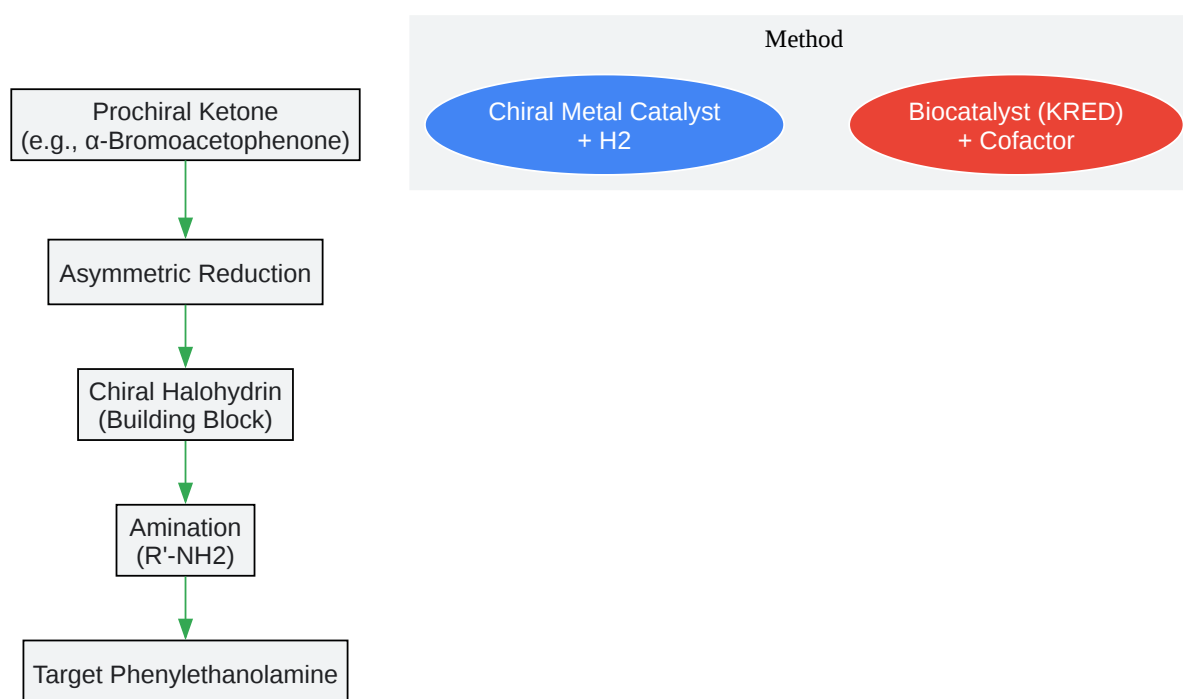 Method
Chiral Metal Catalyst
+ H2
Biocatalyst (KRED)
+ Cofactor
Prochiral Ketone
(e.g., α-Bromoacetophenone)
Asymmetric Reduction
Chiral Halohydrin
(Building Block)
Amination
(R'-NH2)
Target Phenylethanolamine